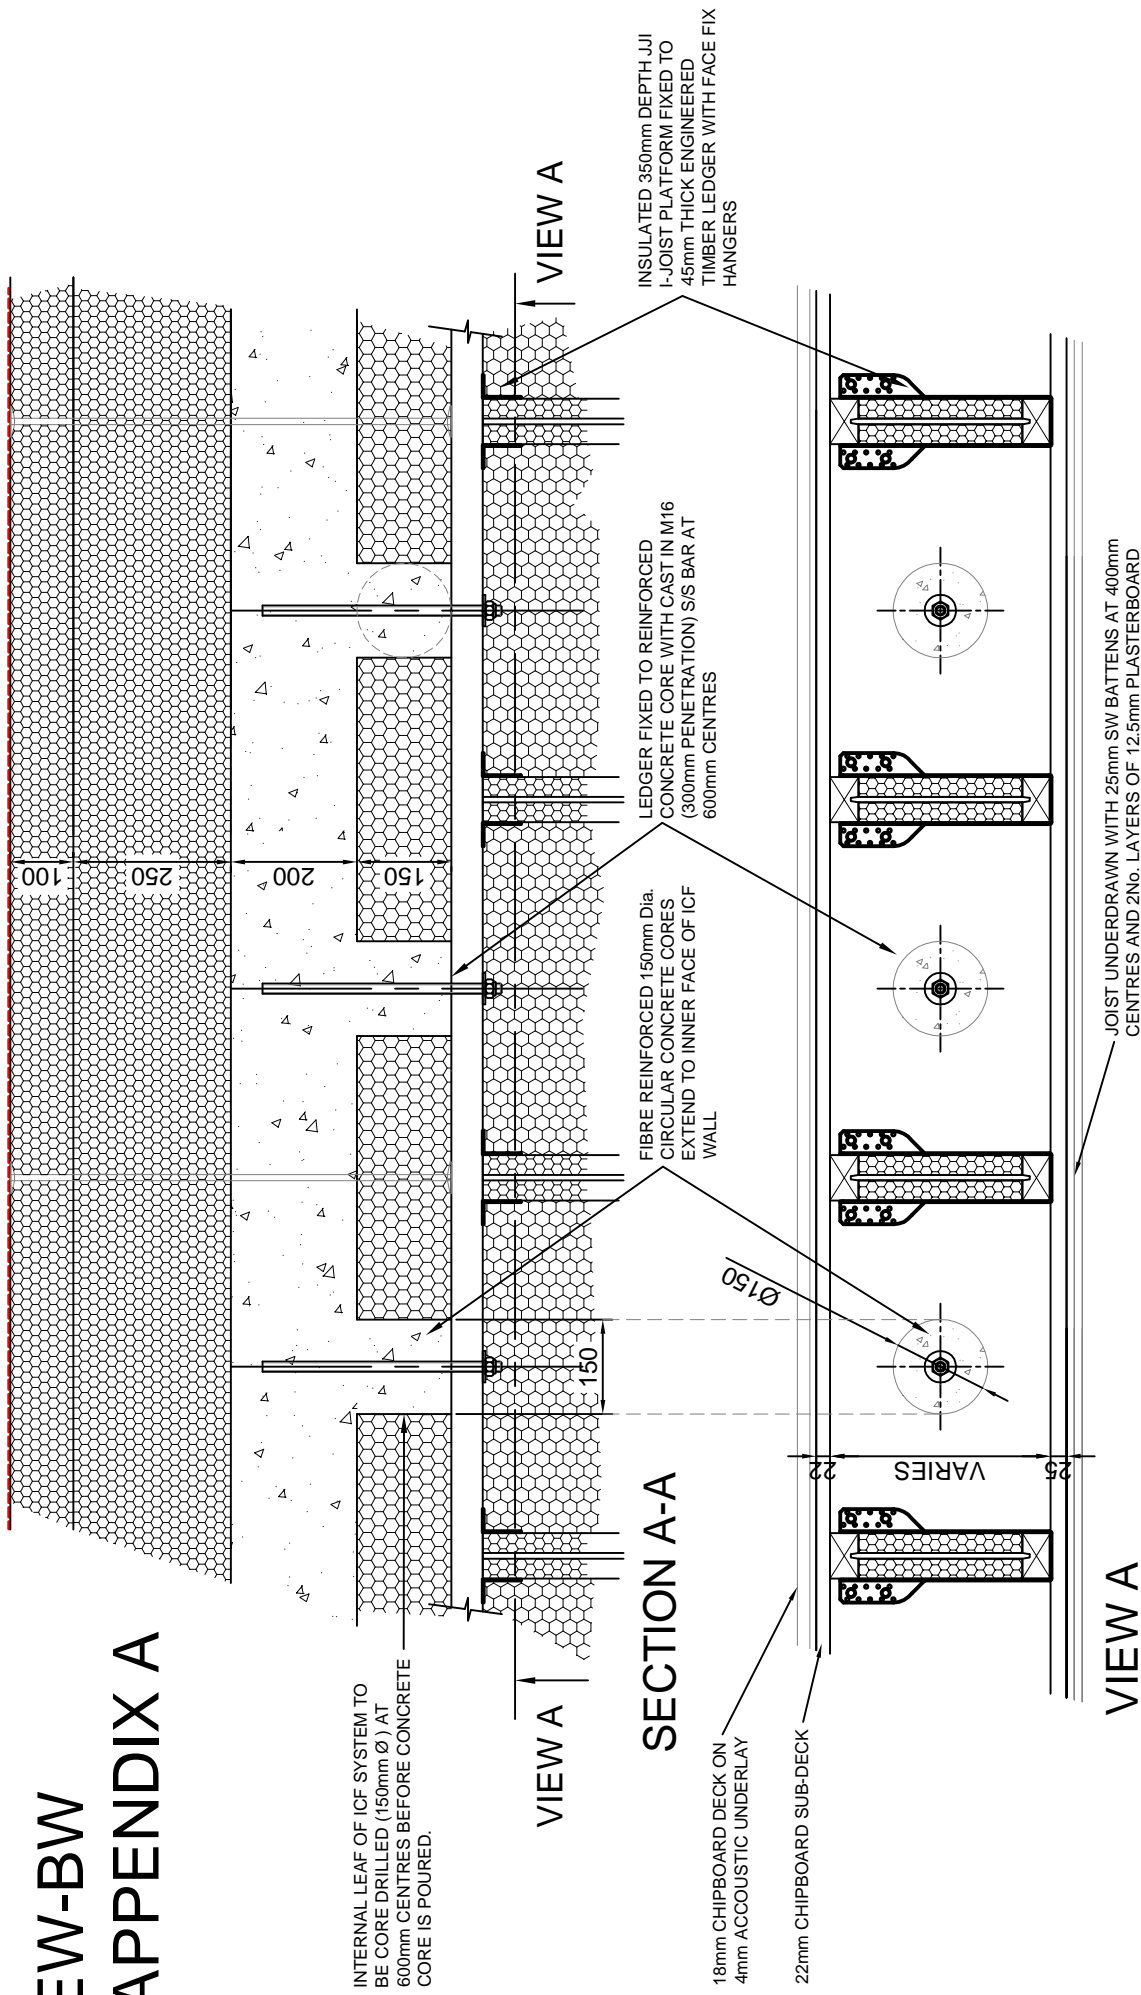 EW-BW
APPENDIX A
INTERNAL LEAF OF ICF SYSTEM TO
BE CORE DRILLED (150mm Ø ) AT
600mm CENTRES BEFORE CONCRETE
CORE IS POURED.
100
250
200
150
VIEW A
VIEW A
SECTION A-A
150
FIBRE REINFORCED 150mm Dia.
CIRCULAR CONCRETE CORES
EXTEND TO INNER FACE OF ICF
WALL
LEDGER FIXED TO REINFORCED
CONCRETE CORE WITH CAST IN M16
(300mm PENETRATION) S/S BAR AT
600mm CENTRES
INSULATED 350mm DEPTH JJI
I-JOIST PLATFORM FIXED TO
45mm THICK ENGINEERED
TIMBER LEDGER WITH FACE FIX
HANGERS
18mm CHIPBOARD DECK ON
4mm ACCOUSTIC UNDERLAY
22mm CHIPBOARD SUB-DECK
Ø150
22
VARIES
25
VIEW A
JOIST UNDERDRAWN WITH 25mm SW BATTENS AT 400mm
CENTRES AND 2No. LAYERS OF 12.5mm PLASTERBOARD